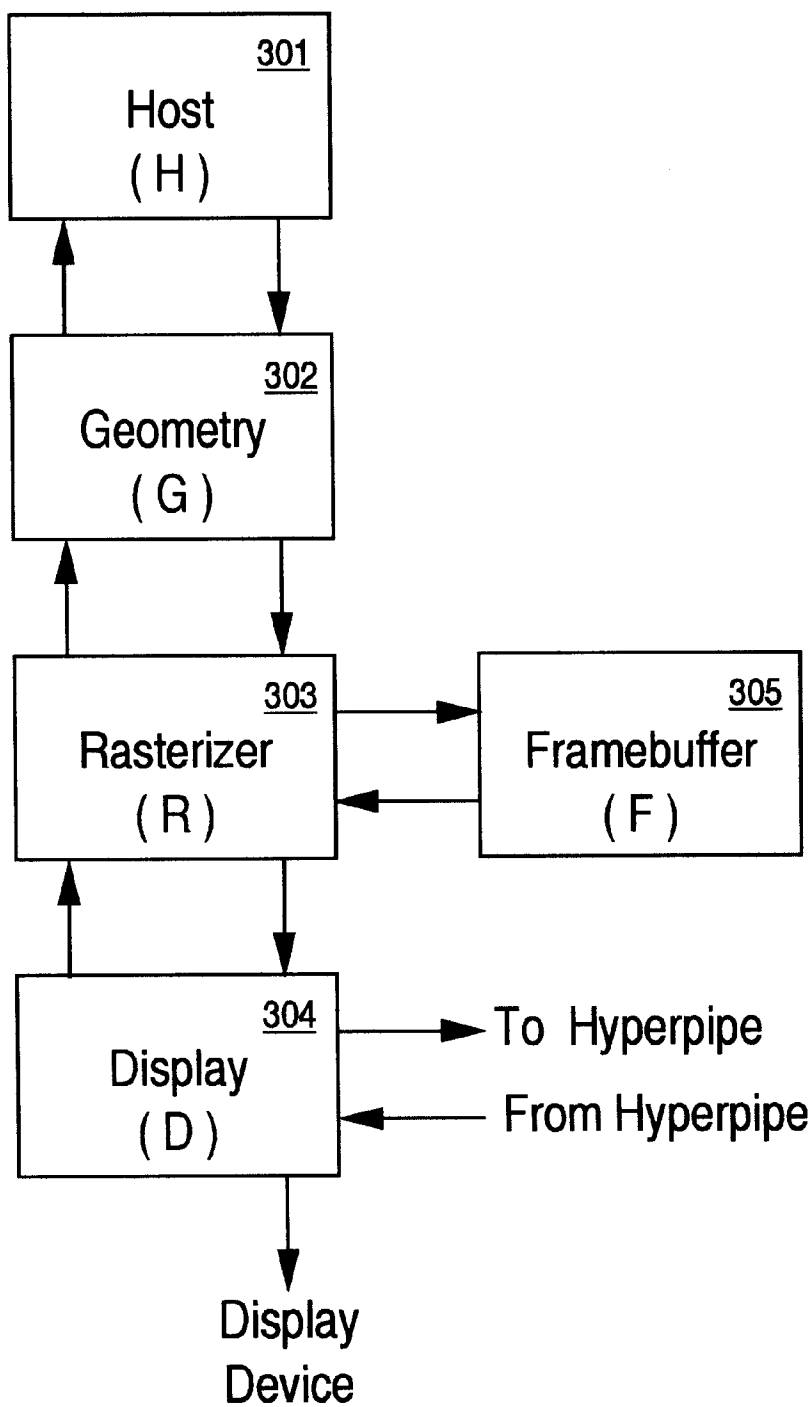 301
Host
( H )
302
Geometry
( G )
303
Rasterizer
( R )
305
Framebuffer
( F )
304
Display
( D )
To Hyperpipe
From Hyperpipe
Display
Device